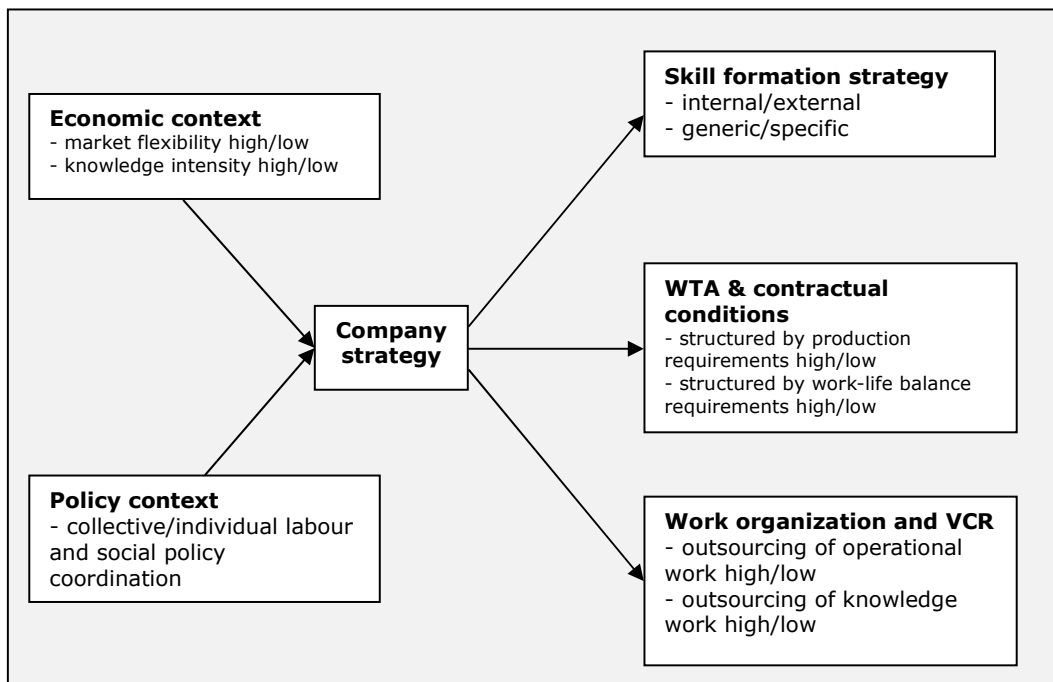 Economic context
- market flexibility high/low
- knowledge intensity high/low
Policy context
- collective/individual labour
and social policy
coordination
Company
strategy
Skill formation strategy
- internal/external
- generic/specific
WTA & contractual
conditions
- structured by production
requirements high/low
- structured by work-life balance
requirements high/low
Work organization and VCR
- outsourcing of operational
work high/low
- outsourcing of knowledge
work high/low